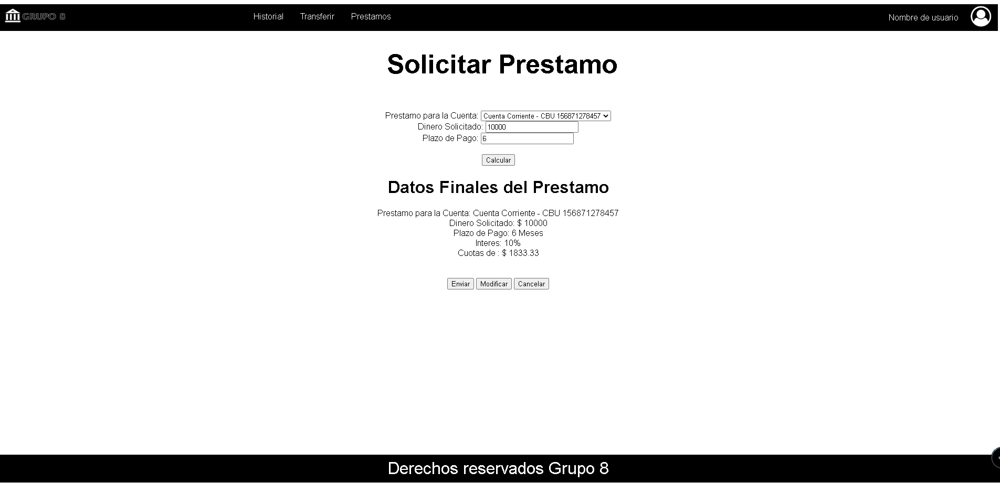 GRUPO 8
Historial Transferir Prestamos
Nombre de usuario
Solicitar Prestamo
Prestamo para la Cuenta: Cuenta Corriente - CBU 156871278457
Dinero Solicitado: 10000
Plazo de Pago: 6
Calcular
Datos Finales del Prestamo
Prestamo para la Cuenta: Cuenta Corriente - CBU 156871278457
Dinero Solicitado: $ 10000
Plazo de Pago: 6 Meses
Interes: 10%
Cuotas de : $ 1833.33
Enviar Modificar Cancelar
Derechos reservados Grupo 8